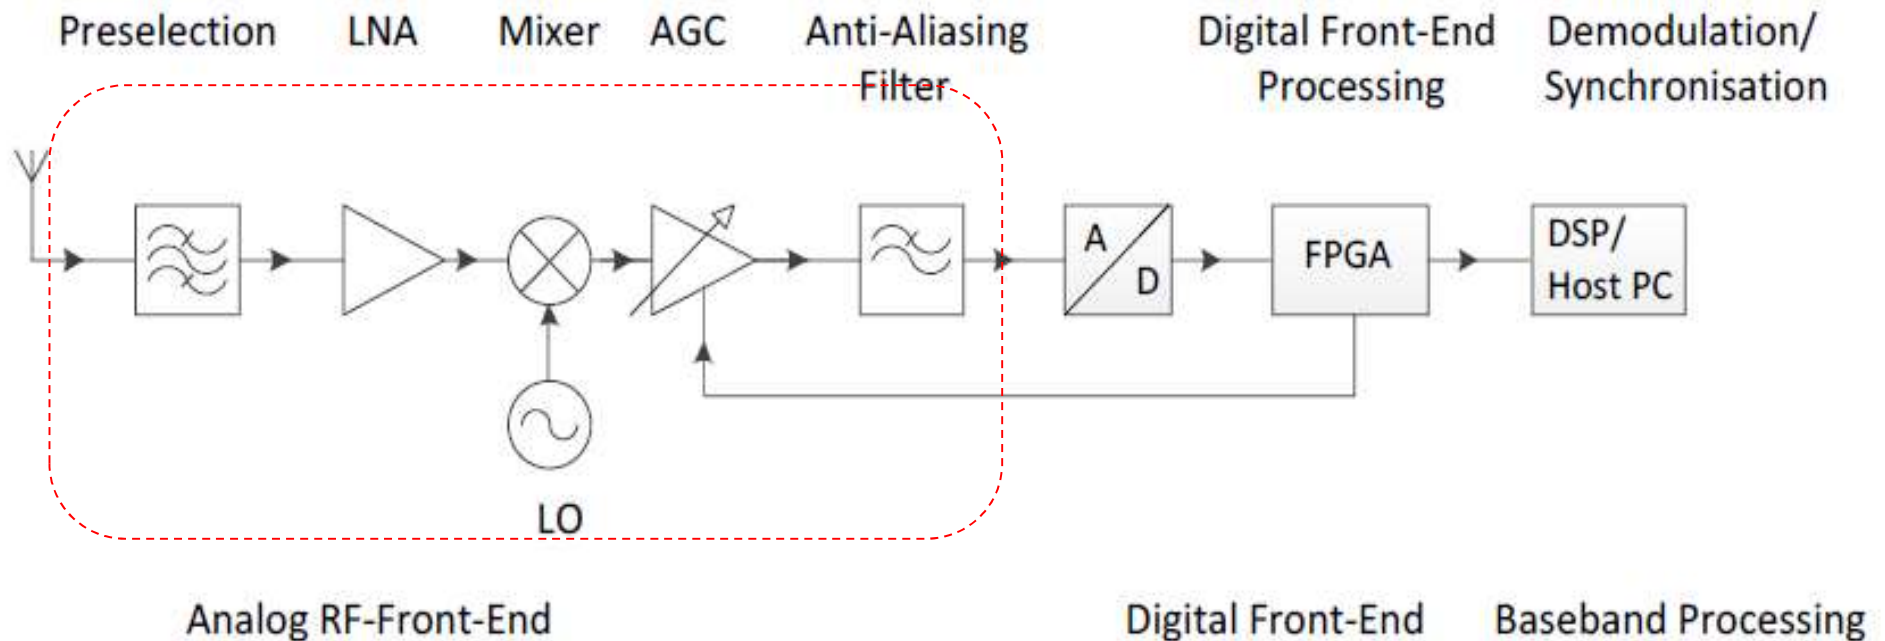 Preselection
LNA
Mixer
AGC
Anti-Aliasing
Filter
Digital Front-End
Processing
Demodulation/
Synchronisation
A
D
FPGA
DSP/
Host PC
LO
Analog RF-Front-End
Digital Front-End
Baseband Processing